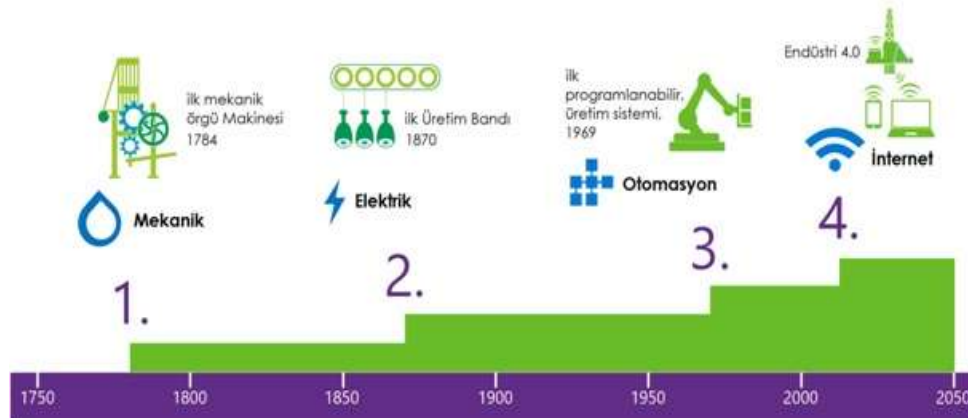 ilk mekanik
örgü Makinesi
1784
Mekanik
1.
ilk Üretim Bandı
1870
Elektrik
2.
ilk
programlanabilir,
üretim sistemi,
1969
Otomasyon
3.
Endüstri 4.0
İnternet
4.
1750
1800
1850
1900
1950
2000
2050